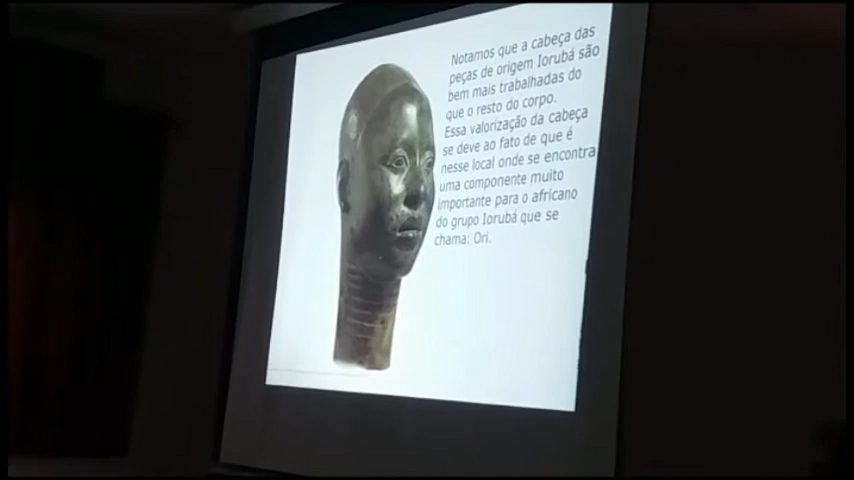 Notamos que a cabeça das
peças de origem Iorubá são
bem mais trabalhadas do
que o resto do corpo.
Essa valorização da cabeça
se deve ao fato de que é
nesse local onde se encontra
uma componente muito
importante para o africano
do grupo Iorubá que se
chama: Ori.